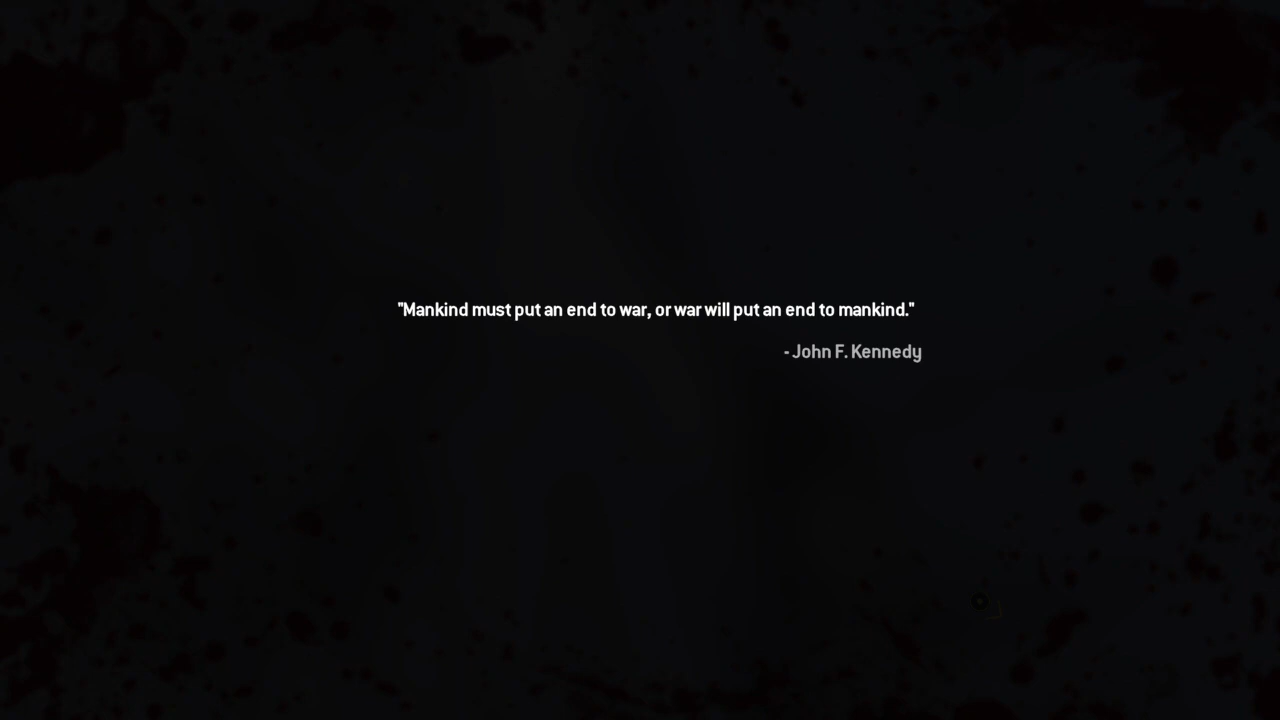 "Mankind must put an end to war, or war will put an end to mankind."
- John F. Kennedy